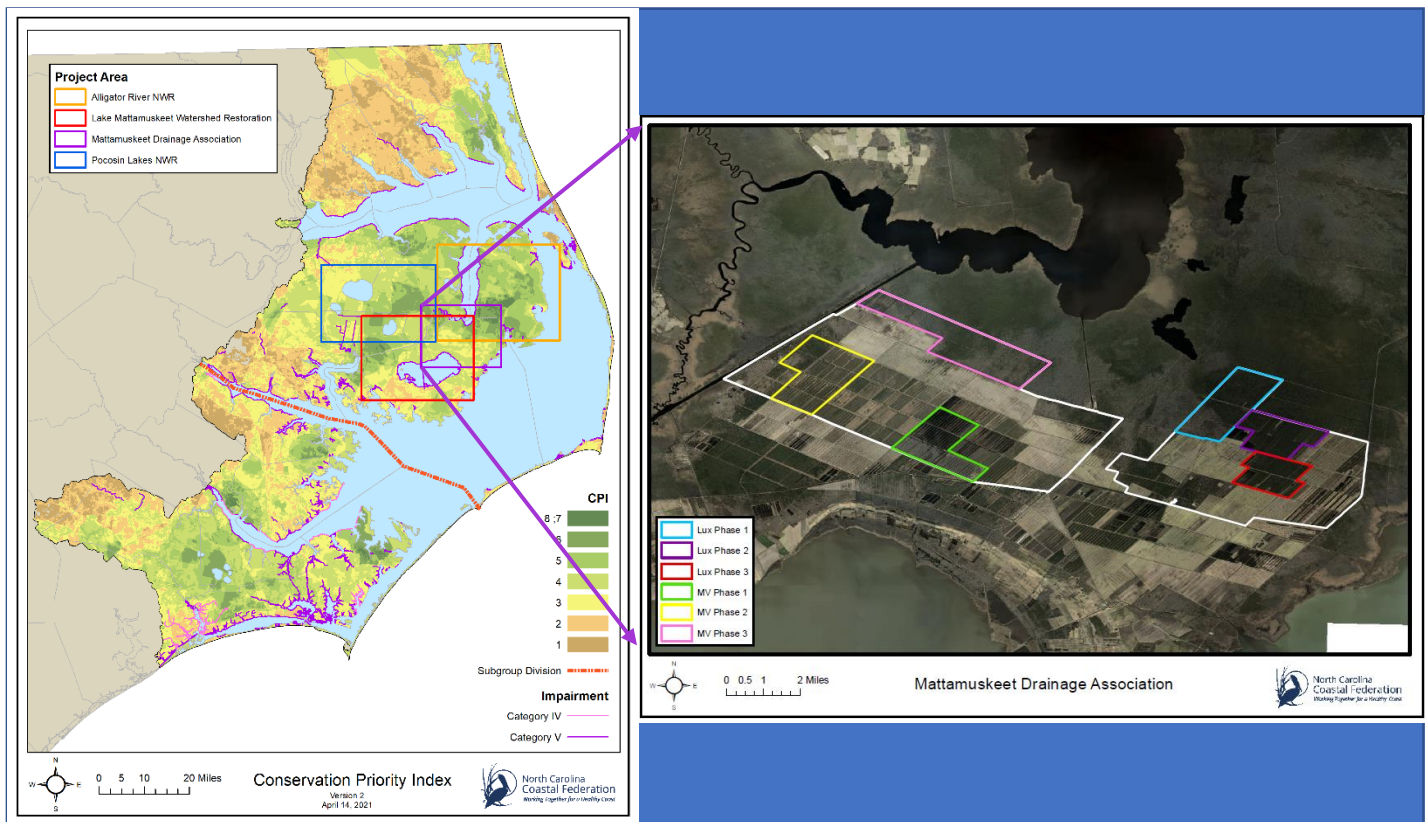 Project Area
Alligator River NWR
Lake Mattamuskeet Watershed Restoration
Mattamuskeet Drainage Association
Pocosin Lakes NWR
CPI
8 ;7
6
5
4
3
2
1
Subgroup Division
Impairment
Category IV
Category V
N
W E
S
0 5 10 20 Miles
Conservation Priority Index
Version 2
April 14, 2021
North Carolina
Coastal Federation
Working Together for a Healthy Coast
Lux Phase 1
Lux Phase 2
Lux Phase 3
MV Phase 1
MV Phase 2
MV Phase 3
N
W E
S
0 0.5 1 2 Miles
Mattamuskeet Drainage Association
North Carolina
Coastal Federation
Working Together for a Healthy Coast